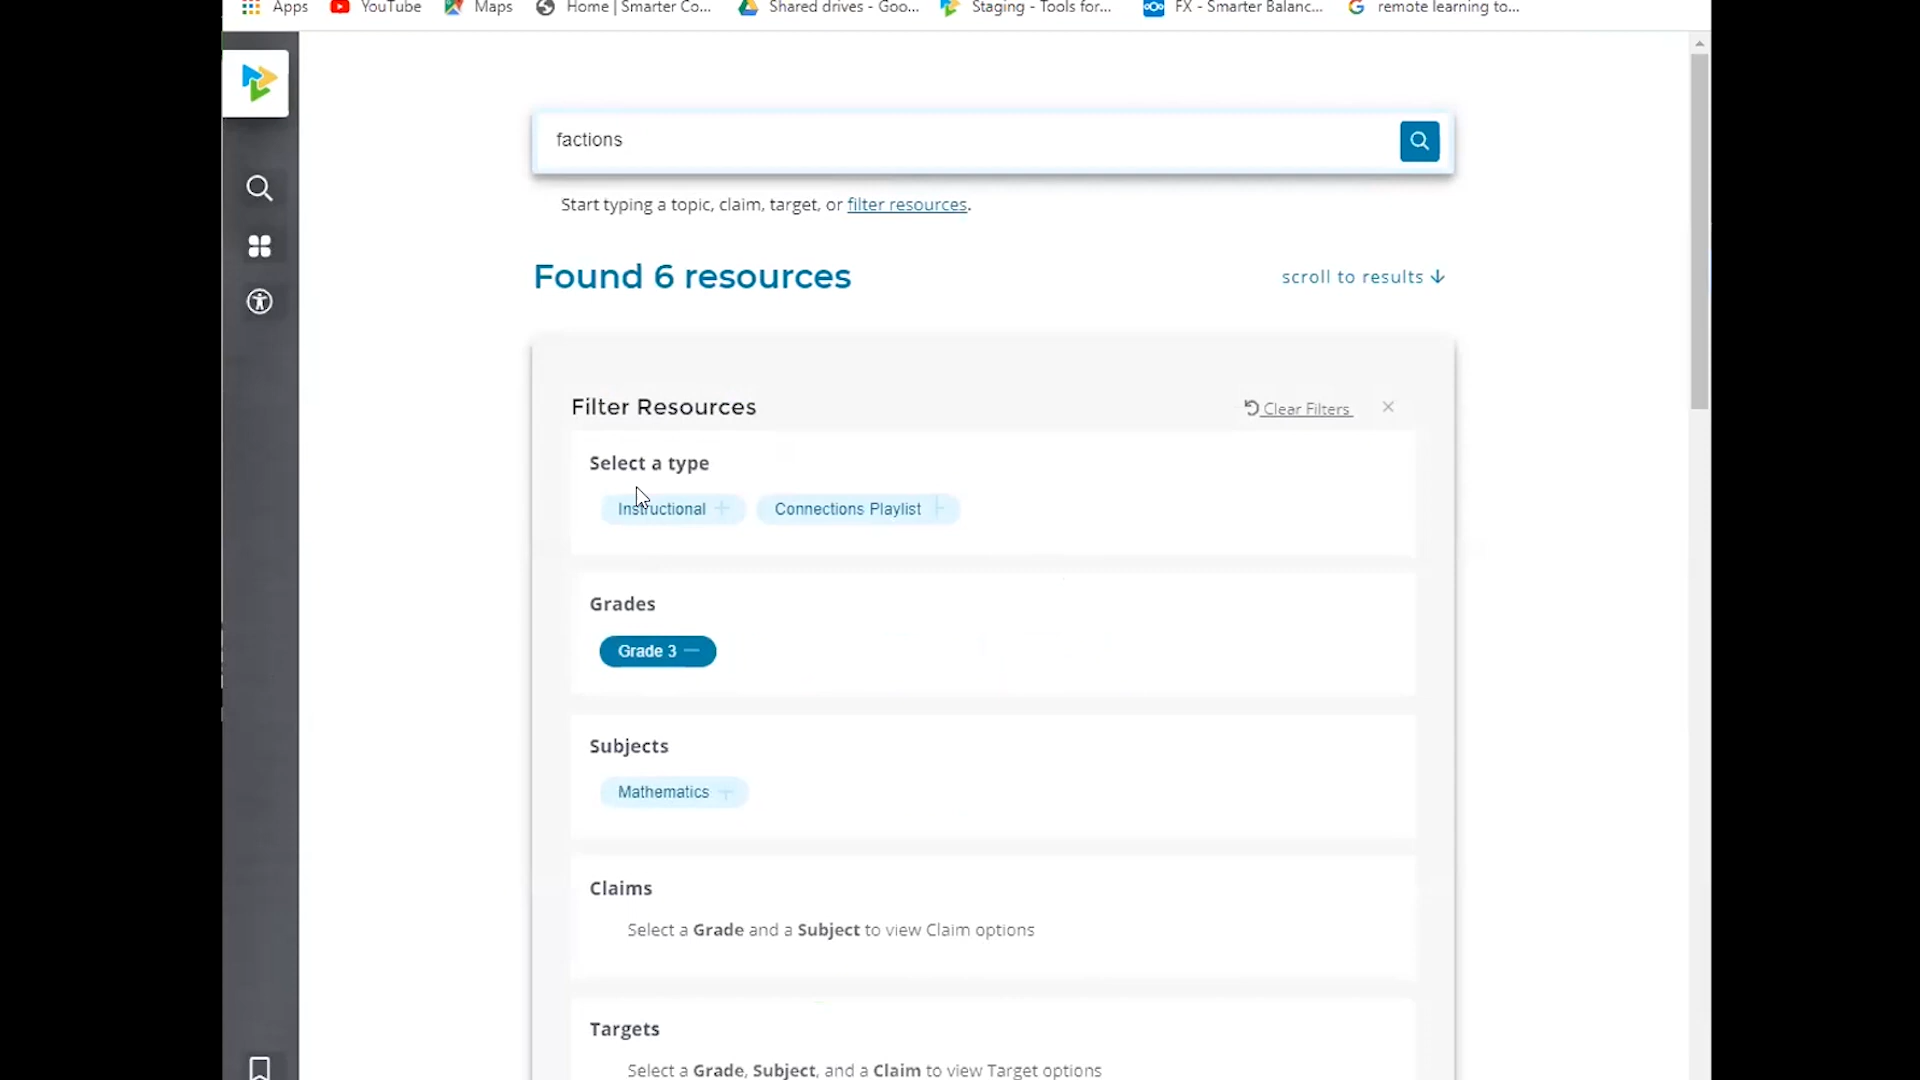 Apps YouTube Maps Home | Smarter Co... Shared drives - Goo... Staging - Tools for... FX - Smarter Balanc... remote learning to...
factions
Start typing a topic, claim, target, or filter resources.
Found 6 resources
scroll to results ↓
Filter Resources
Clear Filters ×
Select a type
Instructional + Connections Playlist +
Grades
Grade 3 −
Subjects
Mathematics +
Claims
Select a Grade and a Subject to view Claim options
Targets
Select a Grade, Subject, and a Claim to view Target options